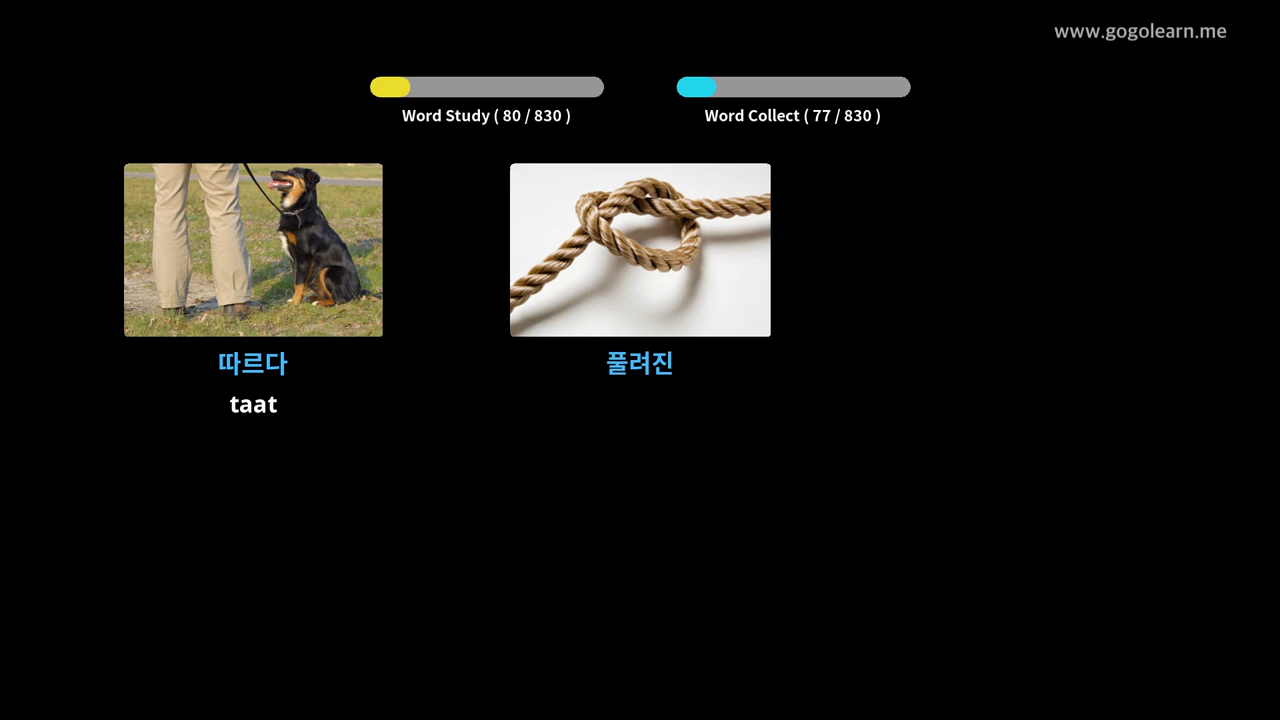 www.gogolearn.me
Word Study ( 80 / 830 )
Word Collect ( 77 / 830 )
따르다
taat
풀려진